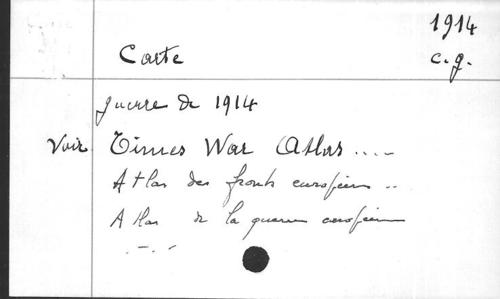 1914
Carte c.g.
guerre de 1914
Voir Times War Atlas ....
Atlas des fronts européens ..
Atlas de la guerre européenne
.-.-.